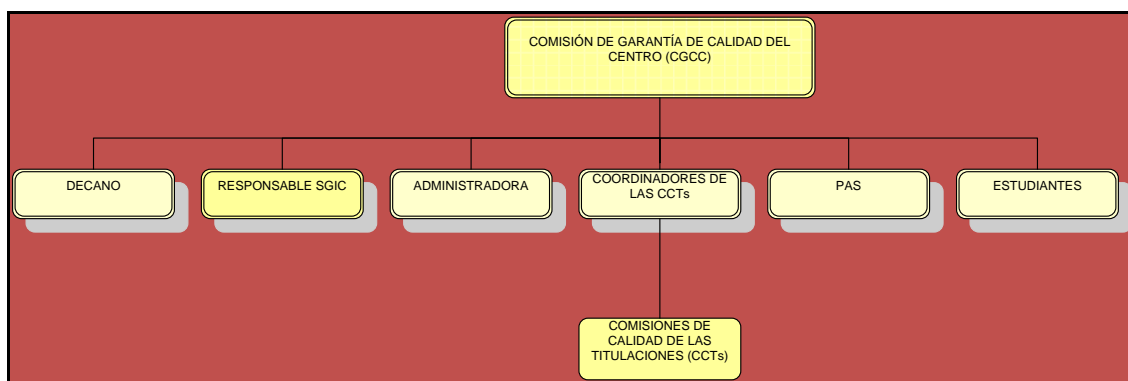 COMISIÓN DE GARANTÍA DE CALIDAD DEL
CENTRO (CGCC)
DECANO
RESPONSABLE SGIC
ADMINISTRADORA
COORDINADORES DE
LAS CCTs
PAS
ESTUDIANTES
COMISIONES DE
CALIDAD DE LAS
TITULACIONES (CCTs)